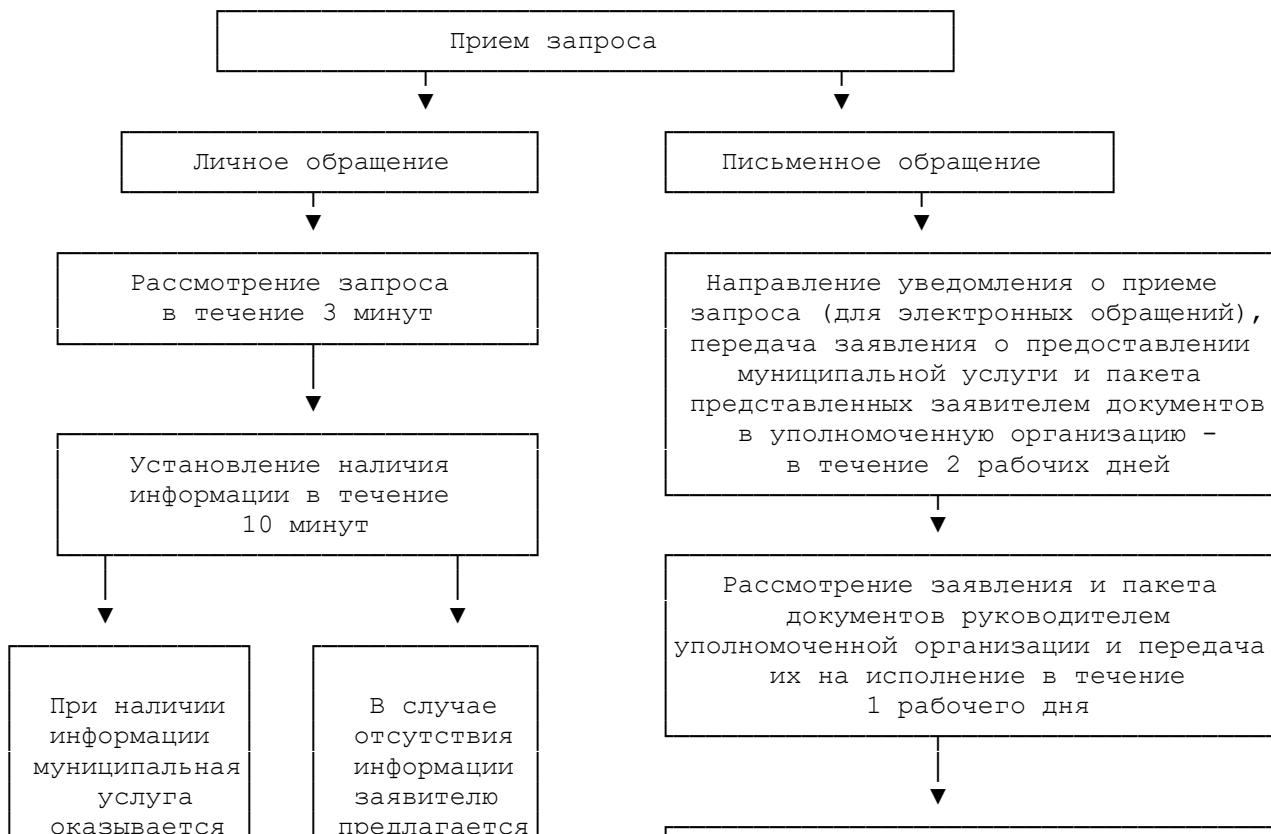 Прием запроса
Личное обращение
Письменное обращение
Рассмотрение запроса
в течение 3 минут
Направление уведомления о приеме
запроса (для электронных обращений),
передача заявления о предоставлении
муниципальной услуги и пакета
представленных заявителем документов
в уполномоченную организацию -
в течение 2 рабочих дней
Установление наличия
информации в течение
10 минут
Рассмотрение заявления и пакета
документов руководителем
уполномоченной организации и передача
их на исполнение в течение
1 рабочего дня
При наличии
информации
муниципальная
услуга
оказывается
В случае
отсутствия
информации
заявителю
предлагается